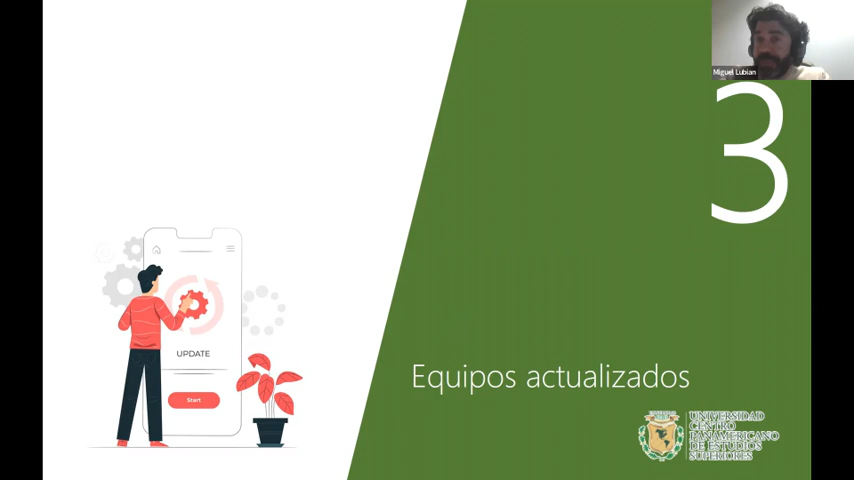 Miguel Lubian
3
UPDATE
Start
Equipos actualizados
UNIVERSIDAD
CENTRO
PANAMERICANO
DE ESTUDIOS
SUPERIORES